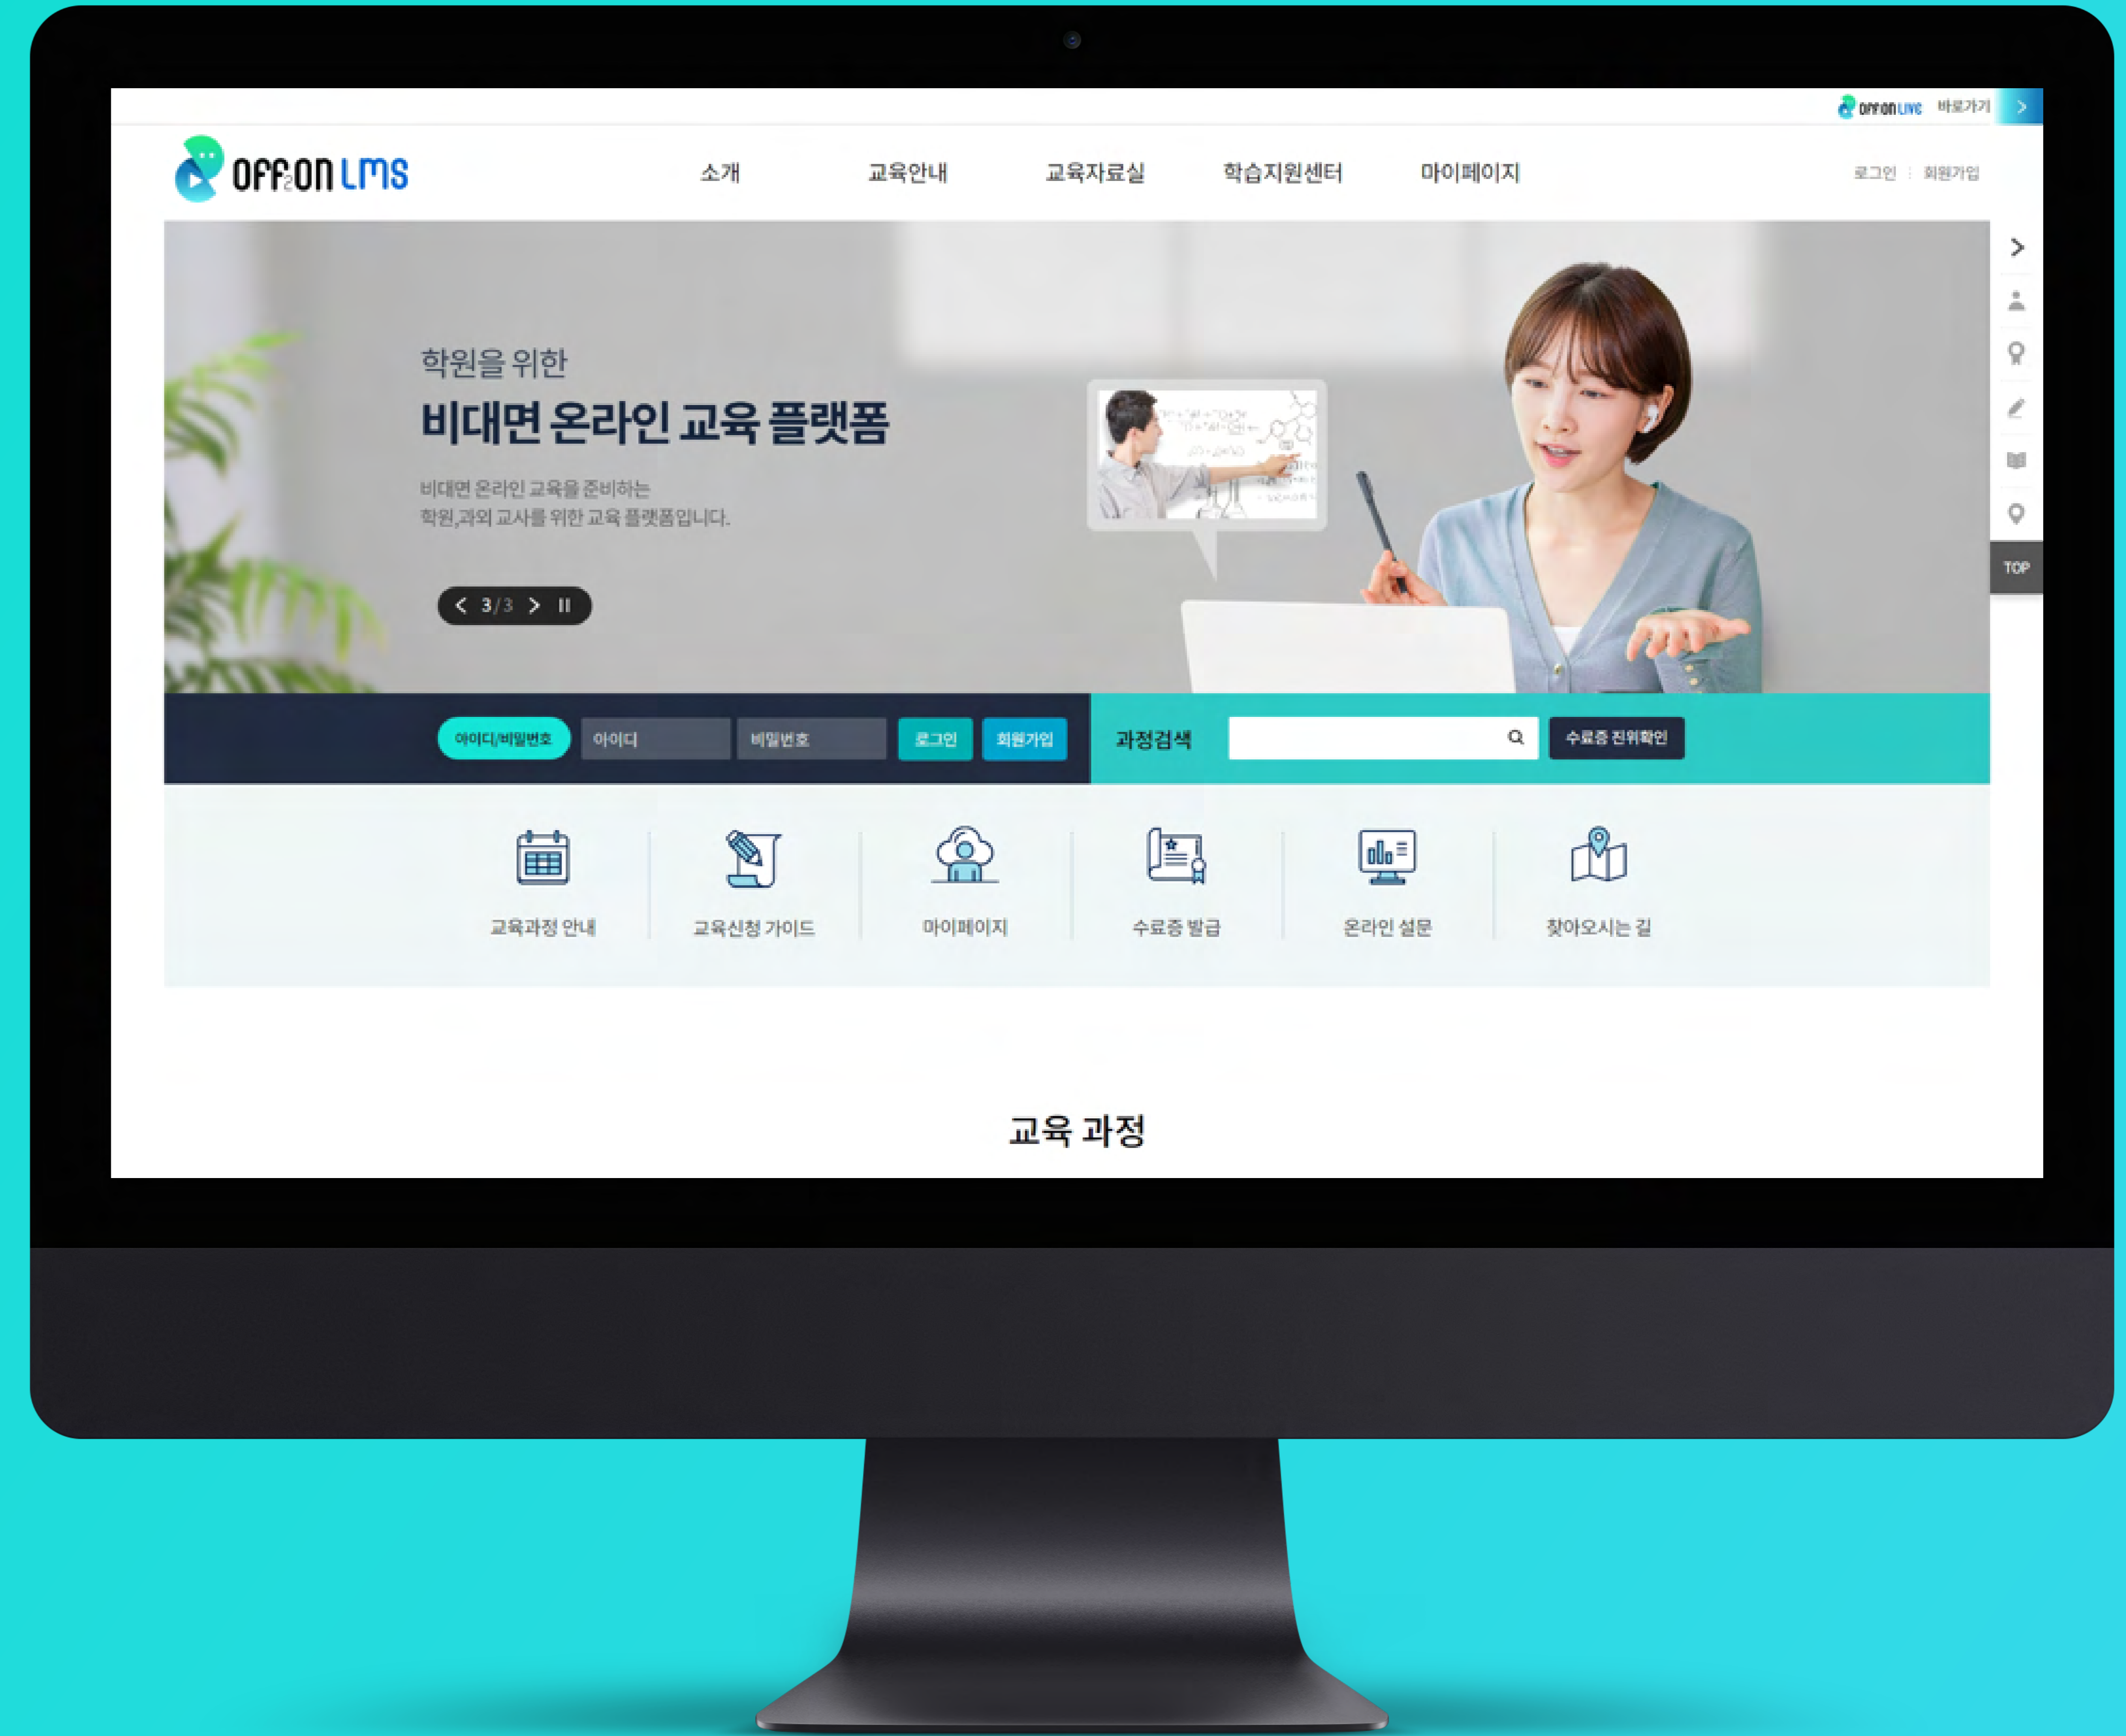 OFFON LIVE 바로가기
OFF2ON LMS
소개 교육안내 교육자료실 학습지원센터 마이페이지
로그인 회원가입
학원을 위한
비대면 온라인 교육 플랫폼
비대면 온라인 교육을 준비하는
학원,과외 교사를 위한 교육 플랫폼입니다.
3/3
TOP
아이디/비밀번호 아이디 비밀번호 로그인 회원가입 과정검색 수료증 진위확인
교육과정 안내 교육신청 가이드 마이페이지 수료증 발급 온라인 설문 찾아오시는 길
교육 과정